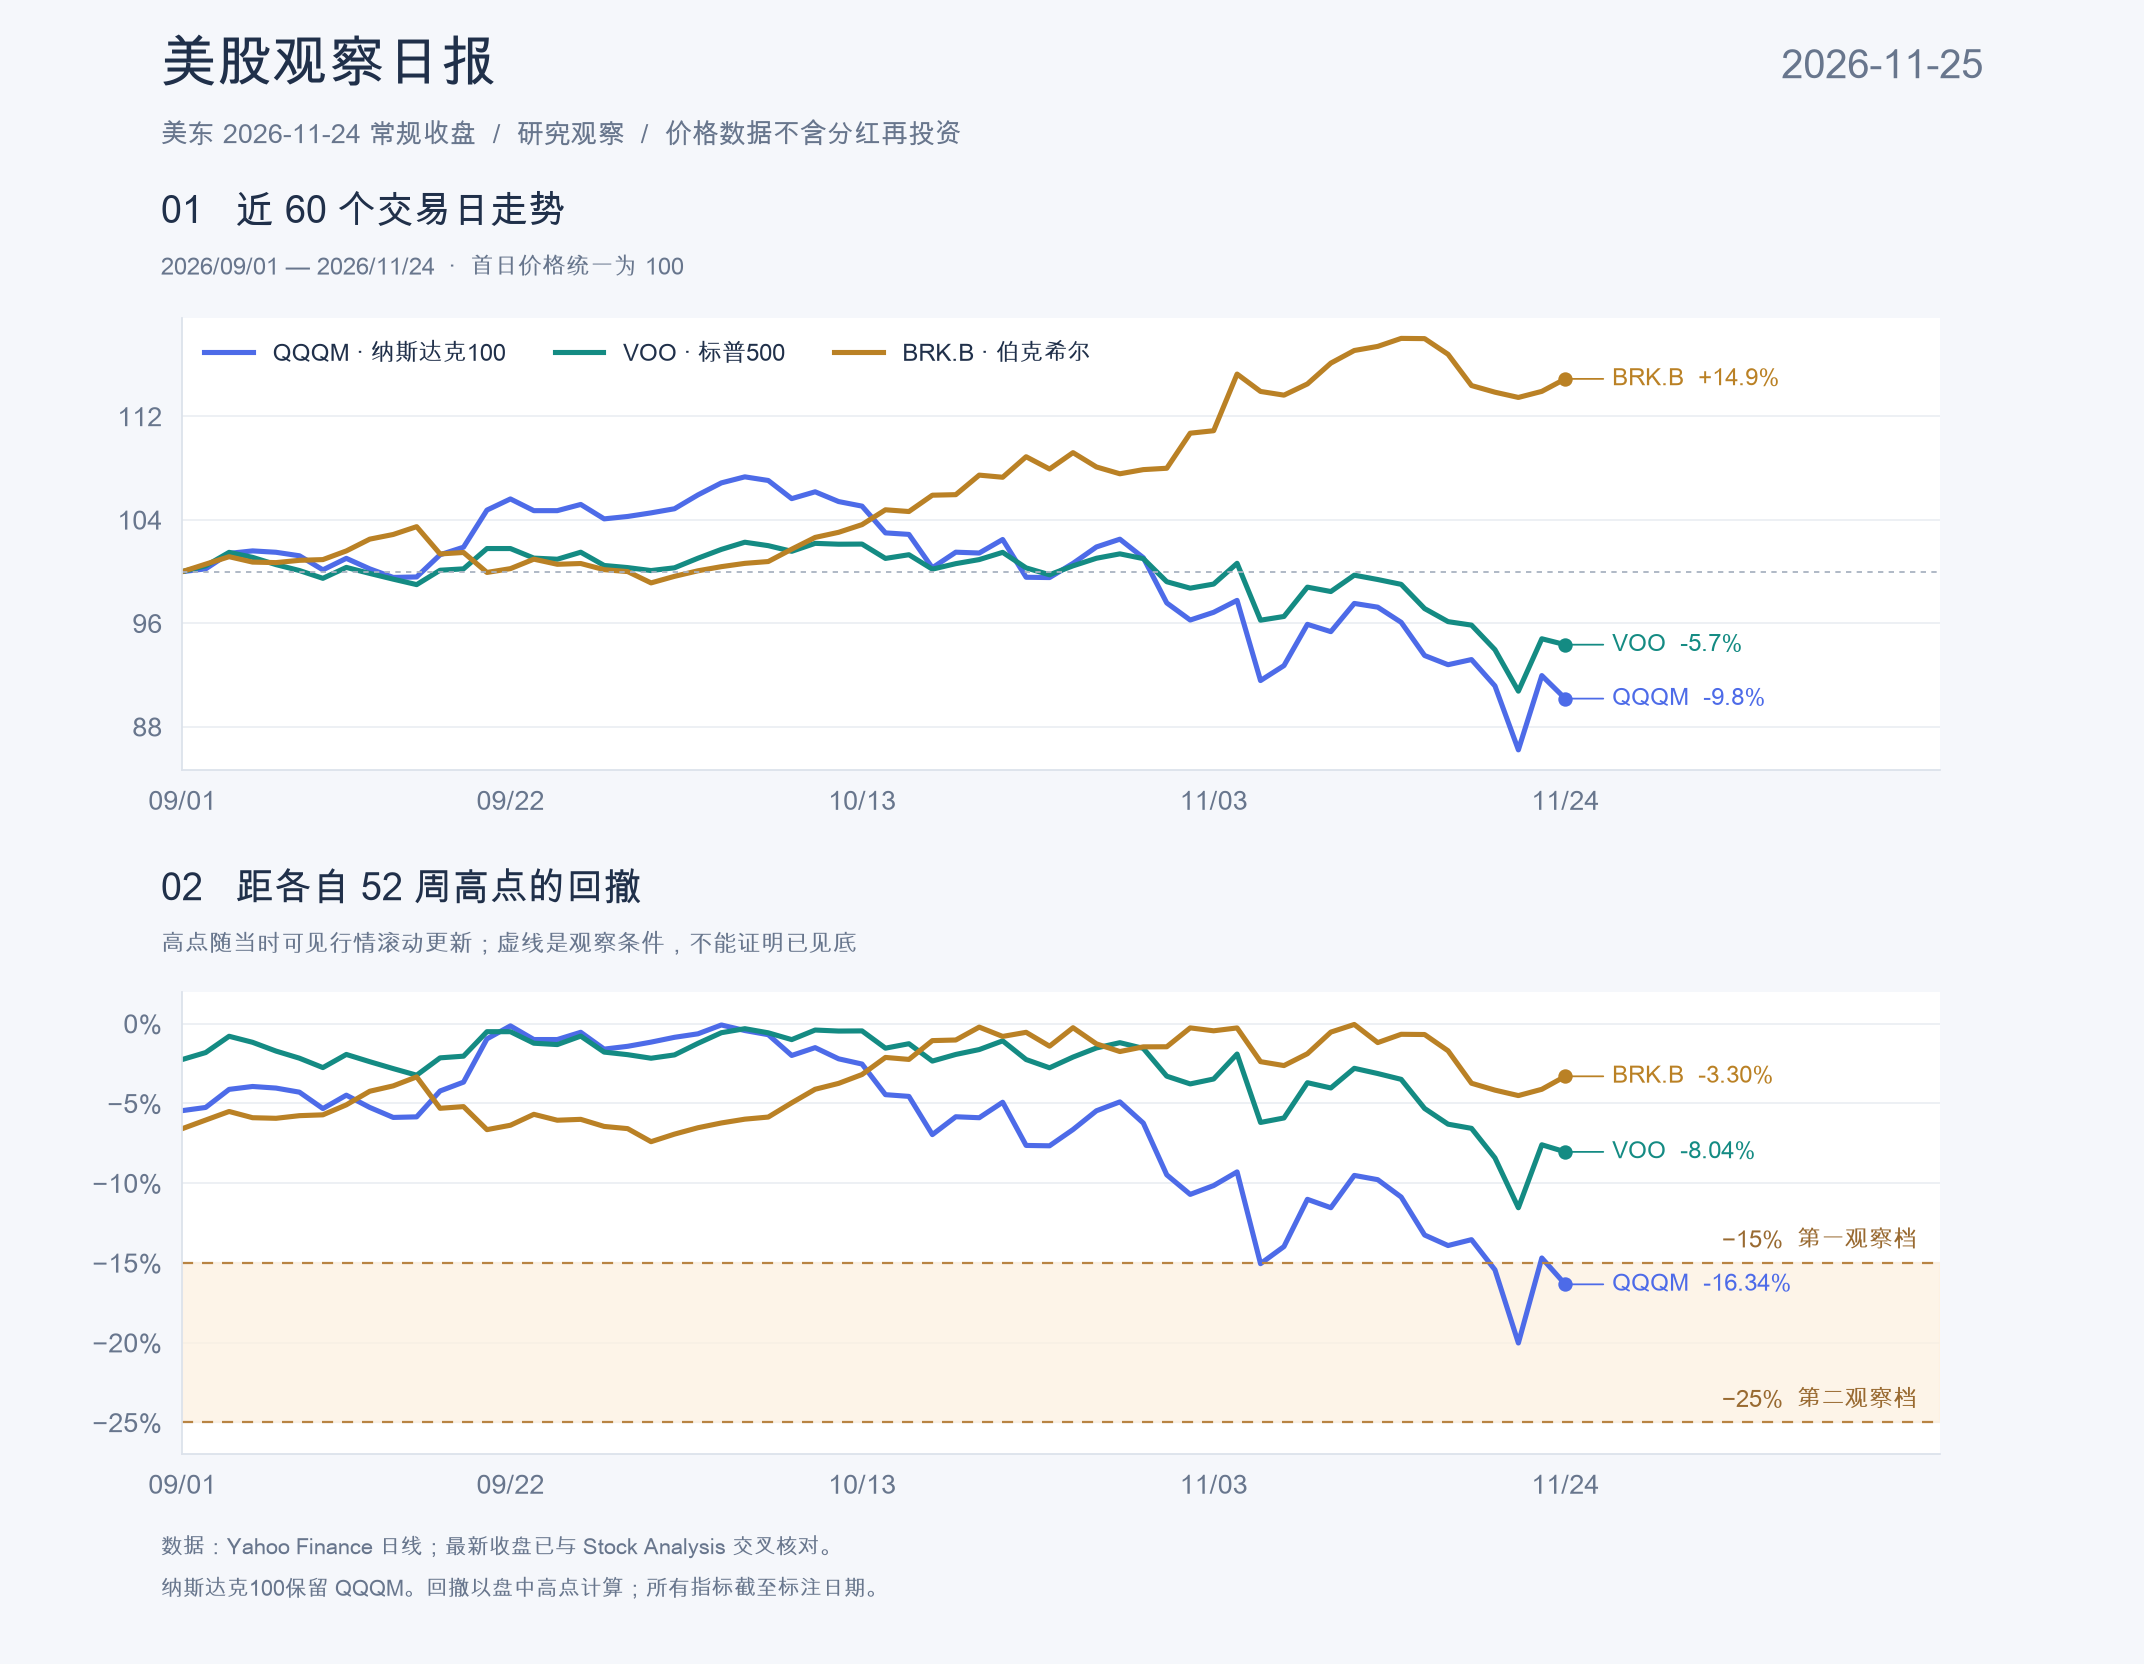 美股观察日报
2026-11-25
美东 2026-11-24 常规收盘 / 研究观察 / 价格数据不含分红再投资
01 近 60 个交易日走势
2026/09/01 — 2026/11/24 · 首日价格统一为 100
QQQM · 纳斯达克100 VOO · 标普500 BRK.B · 伯克希尔
BRK.B +14.9%
112
104
96
VOO -5.7%
QQQM -9.8%
88
09/01 09/22 10/13 11/03 11/24
02 距各自 52 周高点的回撤
高点随当时可见行情滚动更新；虚线是观察条件，不能证明已见底
0%
BRK.B -3.30%
−5%
VOO -8.04%
−10%
−15% 第一观察档
−15%
QQQM -16.34%
−20%
−25% 第二观察档
−25%
09/01 09/22 10/13 11/03 11/24
数据：Yahoo Finance 日线；最新收盘已与 Stock Analysis 交叉核对。
纳斯达克100保留 QQQM。回撤以盘中高点计算；所有指标截至标注日期。